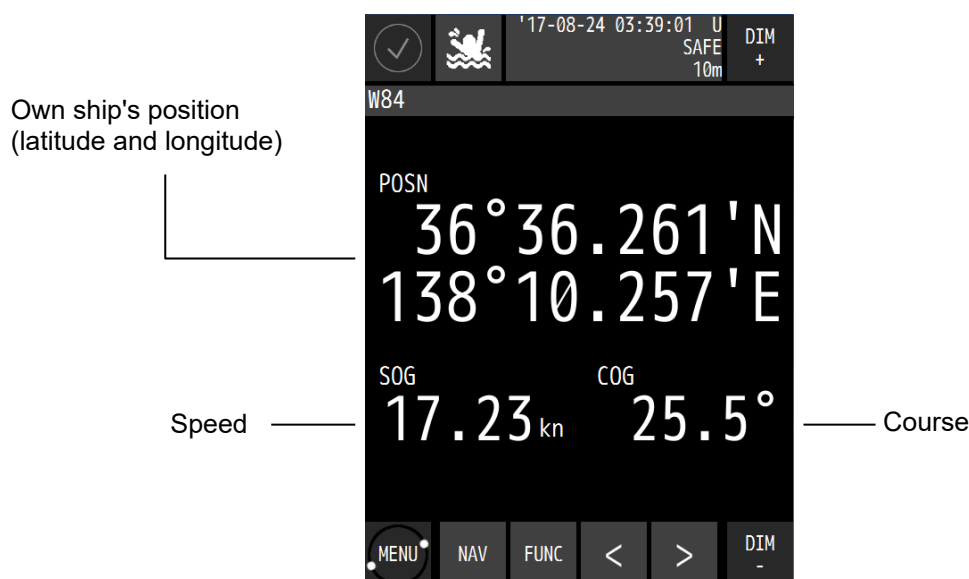 '17-08-24 03:39:01 U
SAFE
10m
DIM
+
W84
Own ship's position
(latitude and longitude)
POSN
36°36.261'N
138°10.257'E
SOG
COG
17.23kn
25.5°
Speed
Course
MENU
NAV
FUNC
<
>
DIM
-